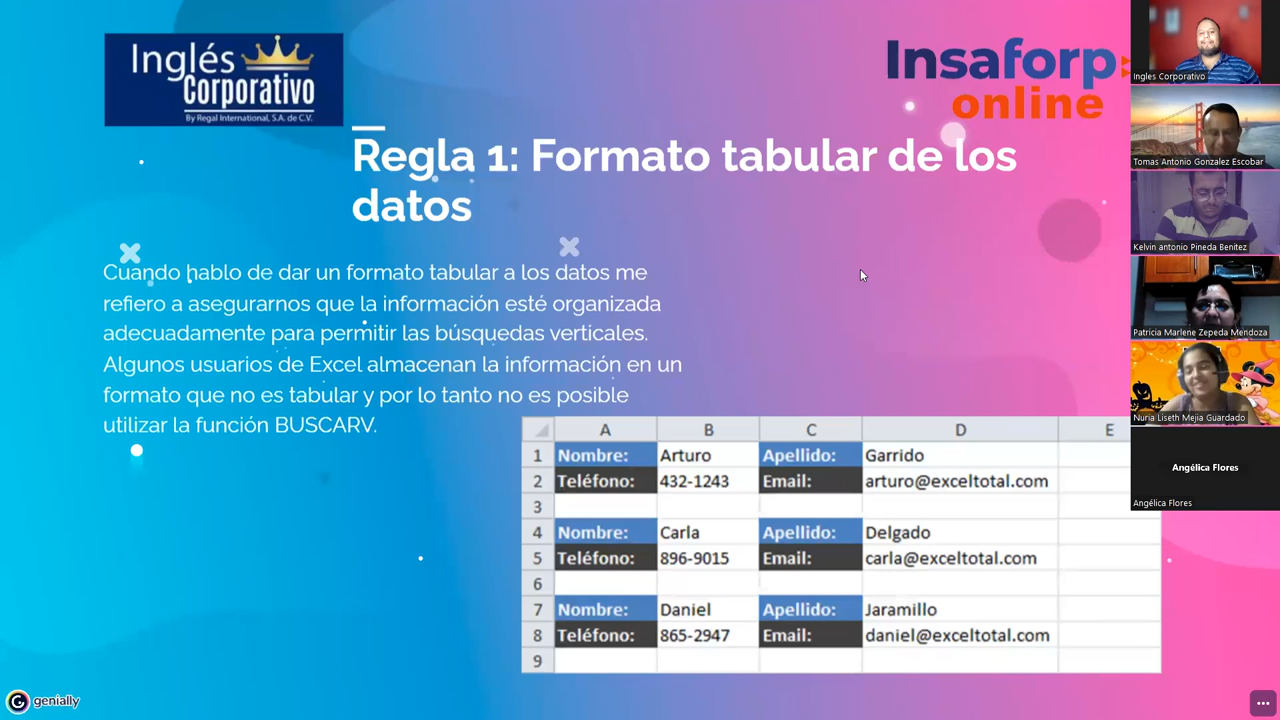 Inglés
Corporativo
By Regal International, S.A. de C.V.
Insaforp
online
Regla 1: Formato tabular de los
datos
Cuando hablo de dar un formato tabular a los datos me
refiero a asegurarnos que la información esté organizada
adecuadamente para permitir las búsquedas verticales.
Algunos usuarios de Excel almacenan la información en un
formato que no es tabular y por lo tanto no es posible
utilizar la función BUSCARV.
A B C D E
1 Nombre: Arturo Apellido: Garrido
2 Teléfono: 432-1243 Email: arturo@exceltotal.com
3
4 Nombre: Carla Apellido: Delgado
5 Teléfono: 896-9015 Email: carla@exceltotal.com
6
7 Nombre: Daniel Apellido: Jaramillo
8 Teléfono: 865-2947 Email: daniel@exceltotal.com
9
Ingles Corporativo
Tomas Antonio Gonzalez Escobar
Kelvin antonio Pineda Benitez
Patricia Marlene Zepeda Mendoza
Nuria Liseth Mejia Guardado
Angélica Flores
Angélica Flores
genially